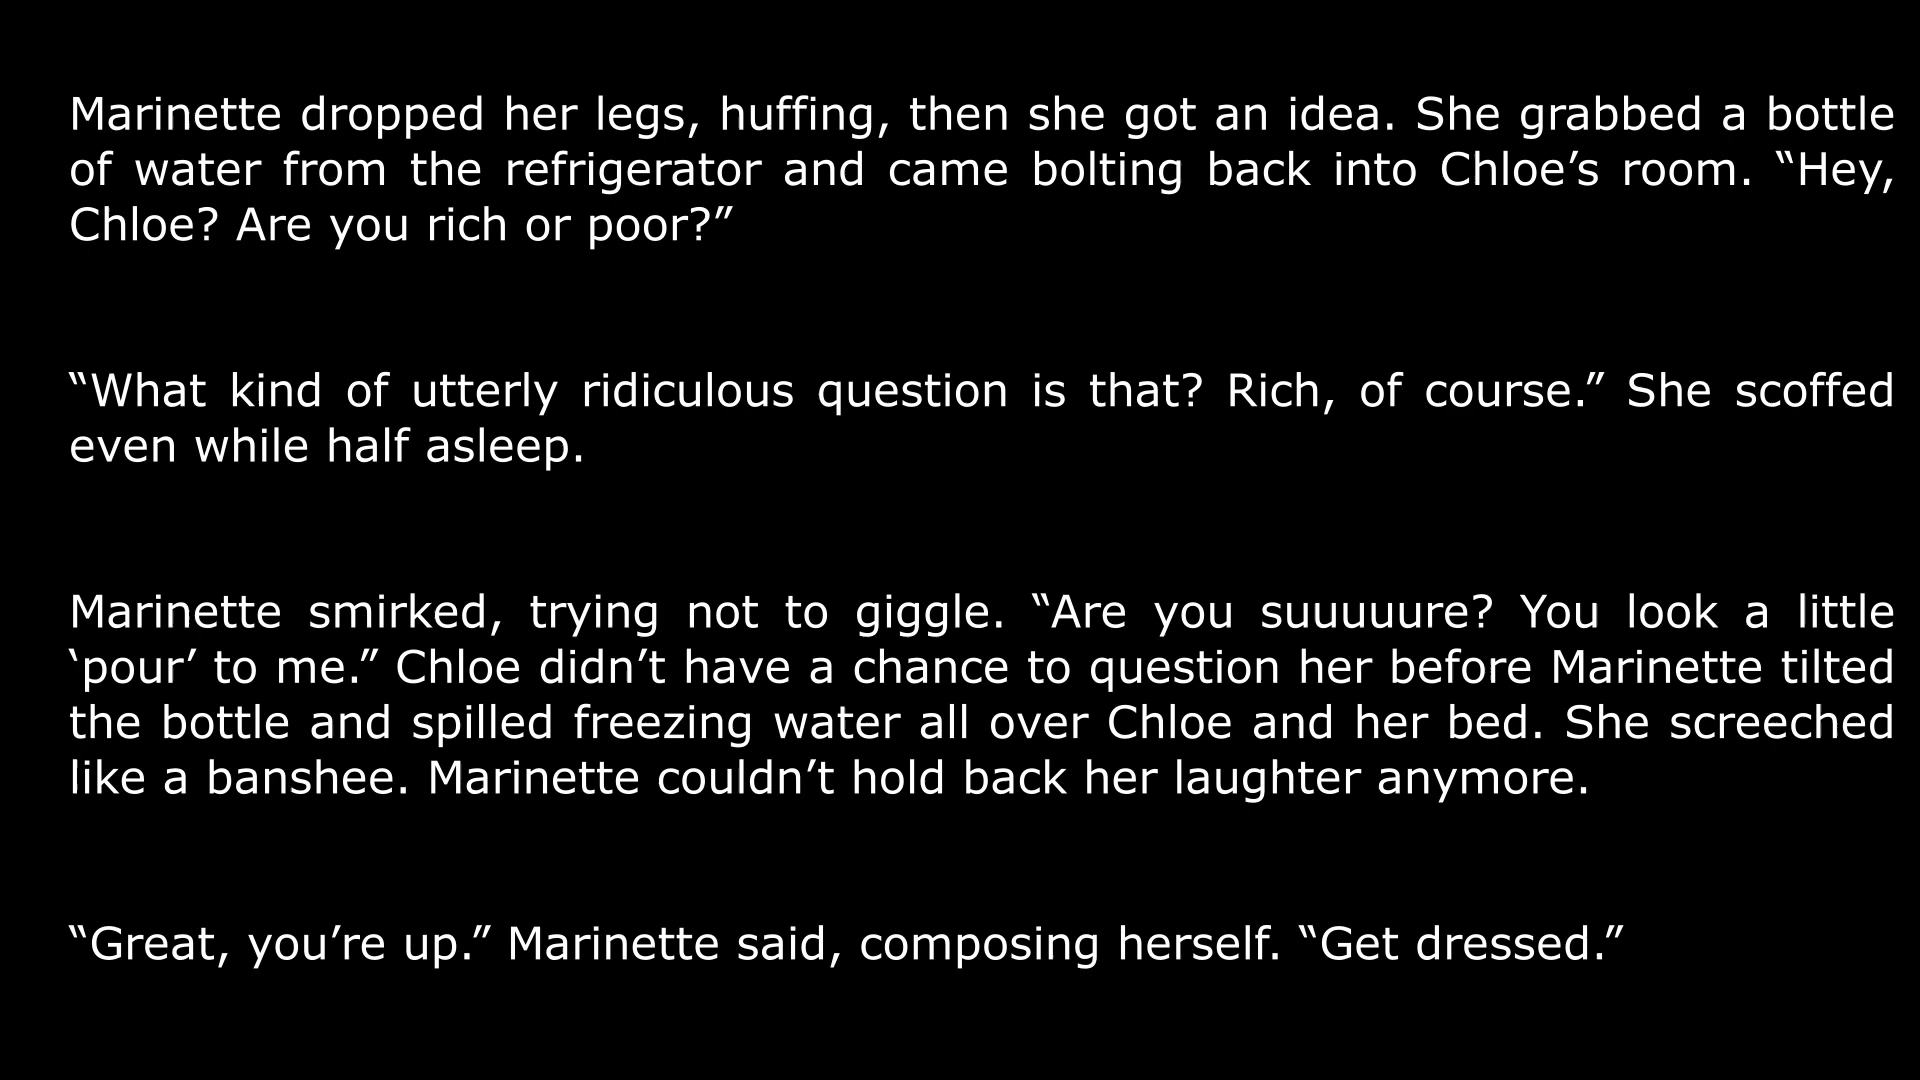 Marinette dropped her legs, huffing, then she got an idea. She grabbed a bottle
of water from the refrigerator and came bolting back into Chloe’s room. “Hey,
Chloe? Are you rich or poor?”
“What kind of utterly ridiculous question is that? Rich, of course.” She scoffed
even while half asleep.
Marinette smirked, trying not to giggle. “Are you suuuuure? You look a little
‘pour’ to me.” Chloe didn’t have a chance to question her before Marinette tilted
the bottle and spilled freezing water all over Chloe and her bed. She screeched
like a banshee. Marinette couldn’t hold back her laughter anymore.
“Great, you’re up.” Marinette said, composing herself. “Get dressed.”